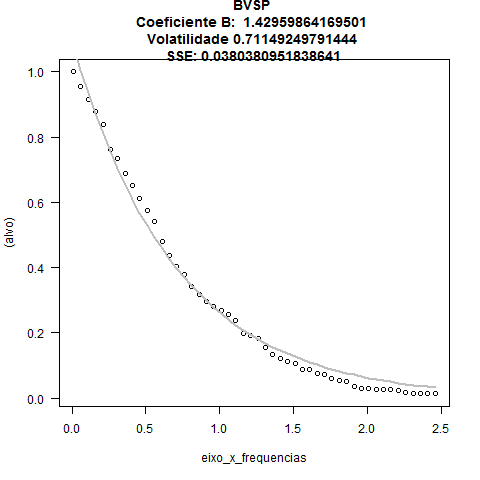 BVSP
Coeficiente B:  1.42959864169501
Volatilidade 0.71149249791444
SSE: 0.0380380951838641
1.0
0.8
0.6
0.4
0.2
0.0
(alvo)
0.0 0.5 1.0 1.5 2.0 2.5
eixo_x_frequencias